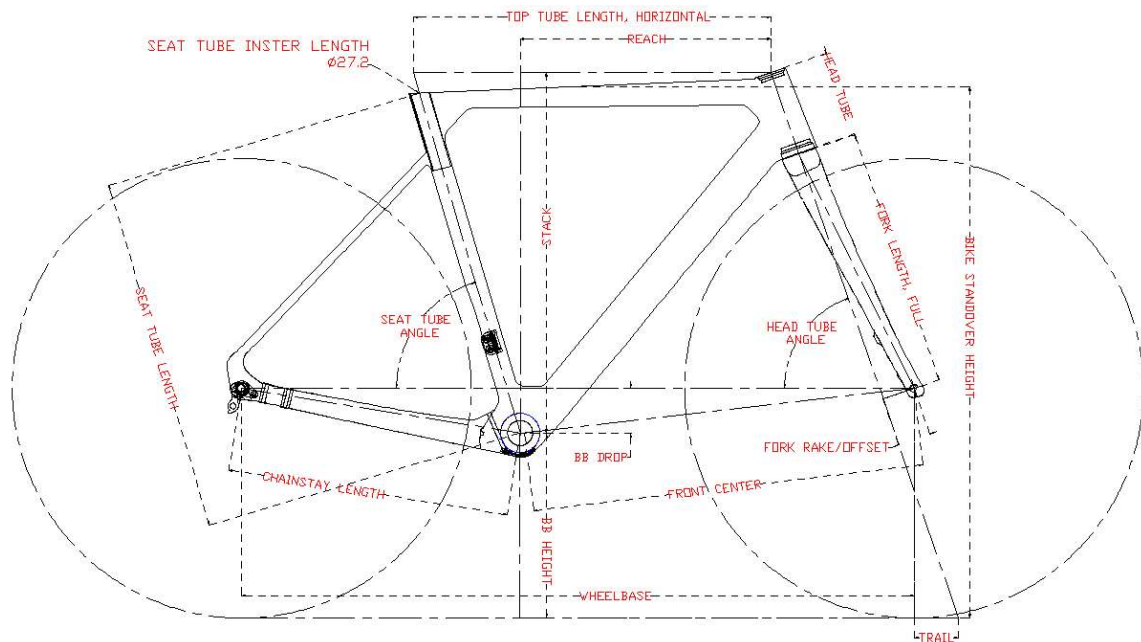 TOP TUBE LENGTH, HORIZONTAL
REACH
SEAT TUBE INSTER LENGTH
Ø27.2
HEAD TUBE
STACK
FORK LENGTH, FULL
BIKE STANDOVER HEIGHT
SEAT TUBE LENGTH
SEAT TUBE
ANGLE
HEAD TUBE
ANGLE
FORK RAKE/OFFSET
BB DROP
CHAINSTAY LENGTH
FRONT CENTER
BB HEIGHT
WHEELBASE
TRAIL